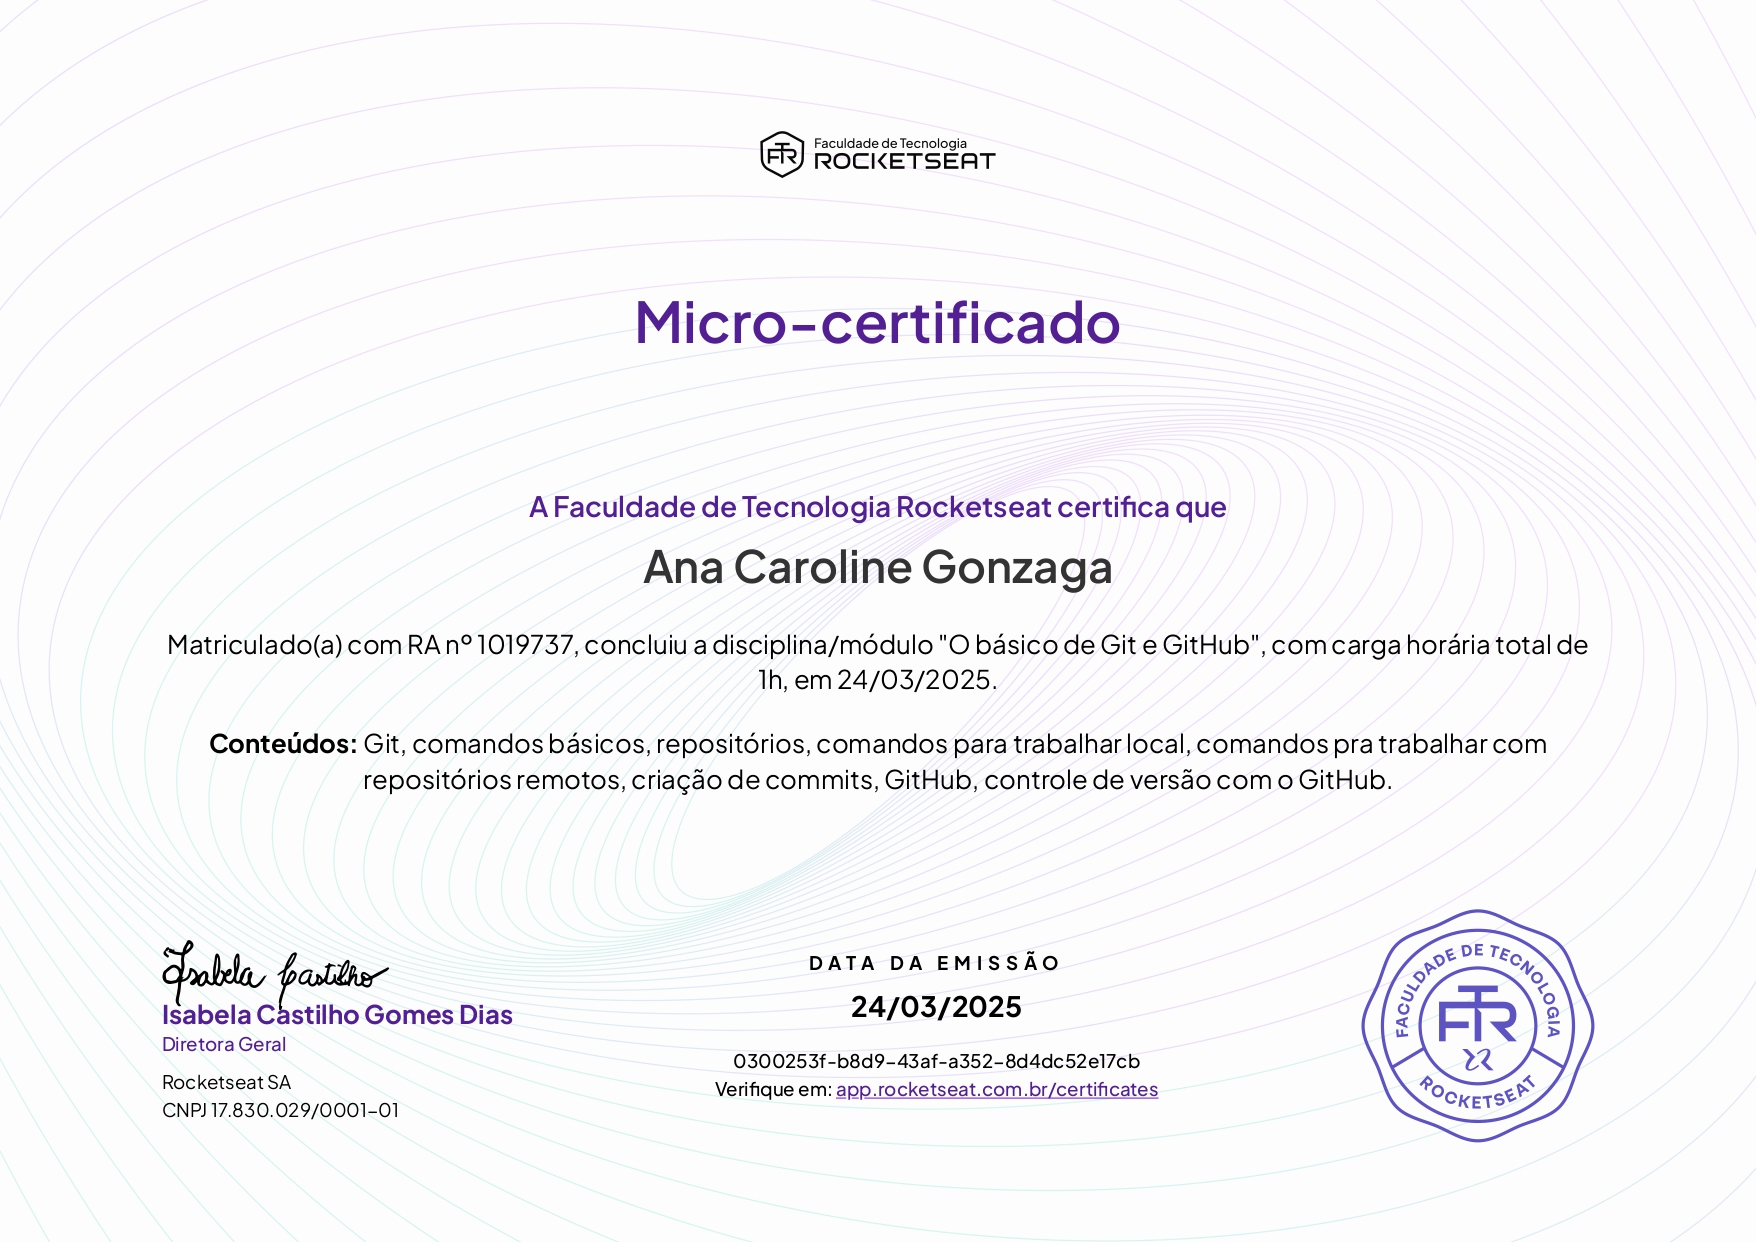 FTR
Faculdade de Tecnologia
ROCKETSEAT
Micro-certificado
A Faculdade de Tecnologia Rocketseat certifica que
Ana Caroline Gonzaga
Matriculado(a) com RA nº 1019737, concluiu a disciplina/módulo "O básico de Git e GitHub", com carga horária total de
1h, em 24/03/2025.
Conteúdos: Git, comandos básicos, repositórios, comandos para trabalhar local, comandos pra trabalhar com
repositórios remotos, criação de commits, GitHub, controle de versão com o GitHub.
Isabela Castilho
Isabela Castilho Gomes Dias
Diretora Geral
Rocketseat SA
CNPJ 17.830.029/0001-01
DATA DA EMISSÃO
24/03/2025
0300253f-b8d9-43af-a352-8d4dc52e17cb
Verifique em: app.rocketseat.com.br/certificates
FACULDADE DE TECNOLOGIA
FTR
ROCKETSEAT